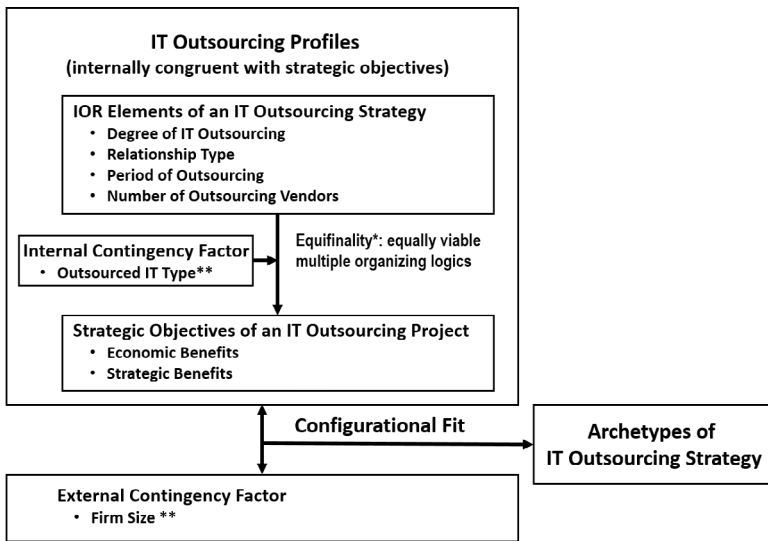 IT Outsourcing Profiles
(internally congruent with strategic objectives)
IOR Elements of an IT Outsourcing Strategy
• Degree of IT Outsourcing
• Relationship Type
• Period of Outsourcing
• Number of Outsourcing Vendors
Internal Contingency Factor
• Outsourced IT Type**
Equifinality*: equally viable
multiple organizing logics
Strategic Objectives of an IT Outsourcing Project
• Economic Benefits
• Strategic Benefits
Configurational Fit
Archetypes of
IT Outsourcing Strategy
External Contingency Factor
• Firm Size **